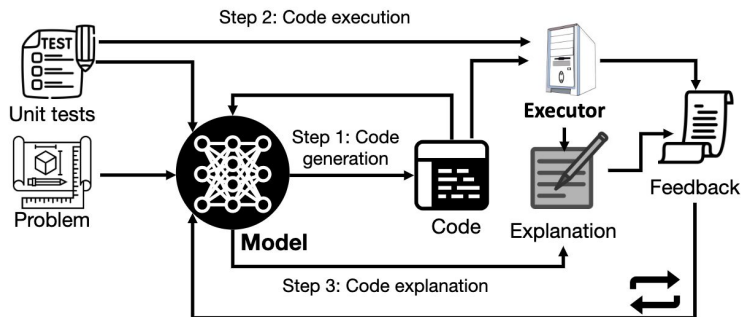 Step 2: Code execution
TEST
Unit tests
Executor
Step 1: Code
generation
Problem
Model
Code
Explanation
Feedback
Step 3: Code explanation